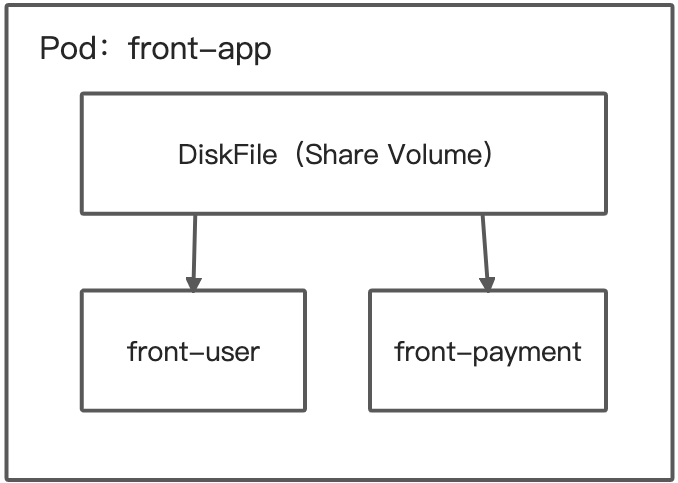 Pod：front-app
DiskFile（Share Volume）
front-user
front-payment